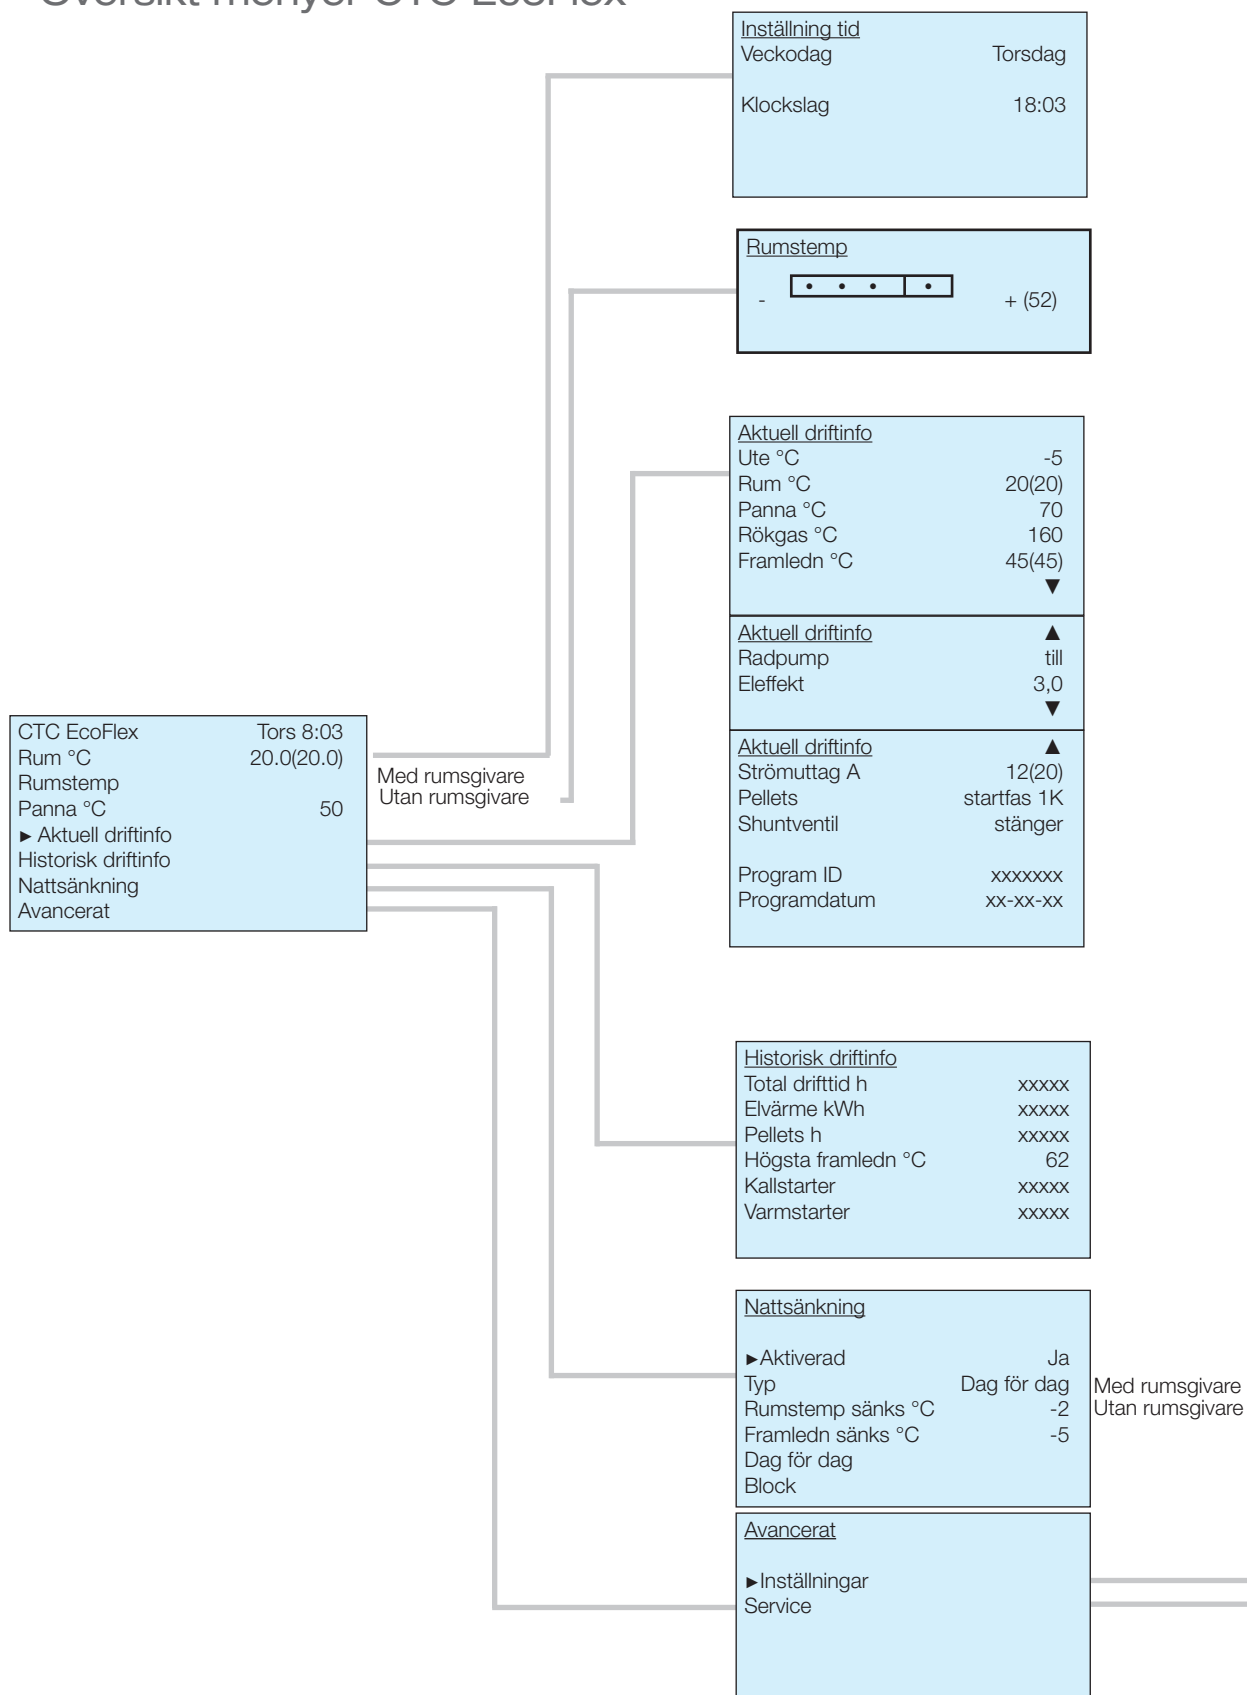 Översikt menyer CTC EcoFlex
Inställning tid
Veckodag Torsdag
Klockslag 18:03
Rumstemp
- + (52)
Aktuell driftinfo
Ute °C -5
Rum °C 20(20)
Panna °C 70
Rökgas °C 160
Framledn °C 45(45)
▼
Aktuell driftinfo ▲
Radpump till
Eleffekt 3,0
▼
Aktuell driftinfo ▲
Strömuttag A 12(20)
Pellets startfas 1K
Shuntventil stänger
Program ID xxxxxxx
Programdatum xx-xx-xx
CTC EcoFlex Tors 8:03
Rum °C 20.0(20.0)
Rumstemp
Panna °C 50
► Aktuell driftinfo
Historisk driftinfo
Nattsänkning
Avancerat
Med rumsgivare
Utan rumsgivare
Historisk driftinfo
Total drifttid h xxxxx
Elvärme kWh xxxxx
Pellets h xxxxx
Högsta framledn °C 62
Kallstarter xxxxx
Varmstarter xxxxx
Nattsänkning
►Aktiverad Ja
Typ Dag för dag
Rumstemp sänks °C -2
Framledn sänks °C -5
Dag för dag
Block
Med rumsgivare
Utan rumsgivare
Avancerat
►Inställningar
Service